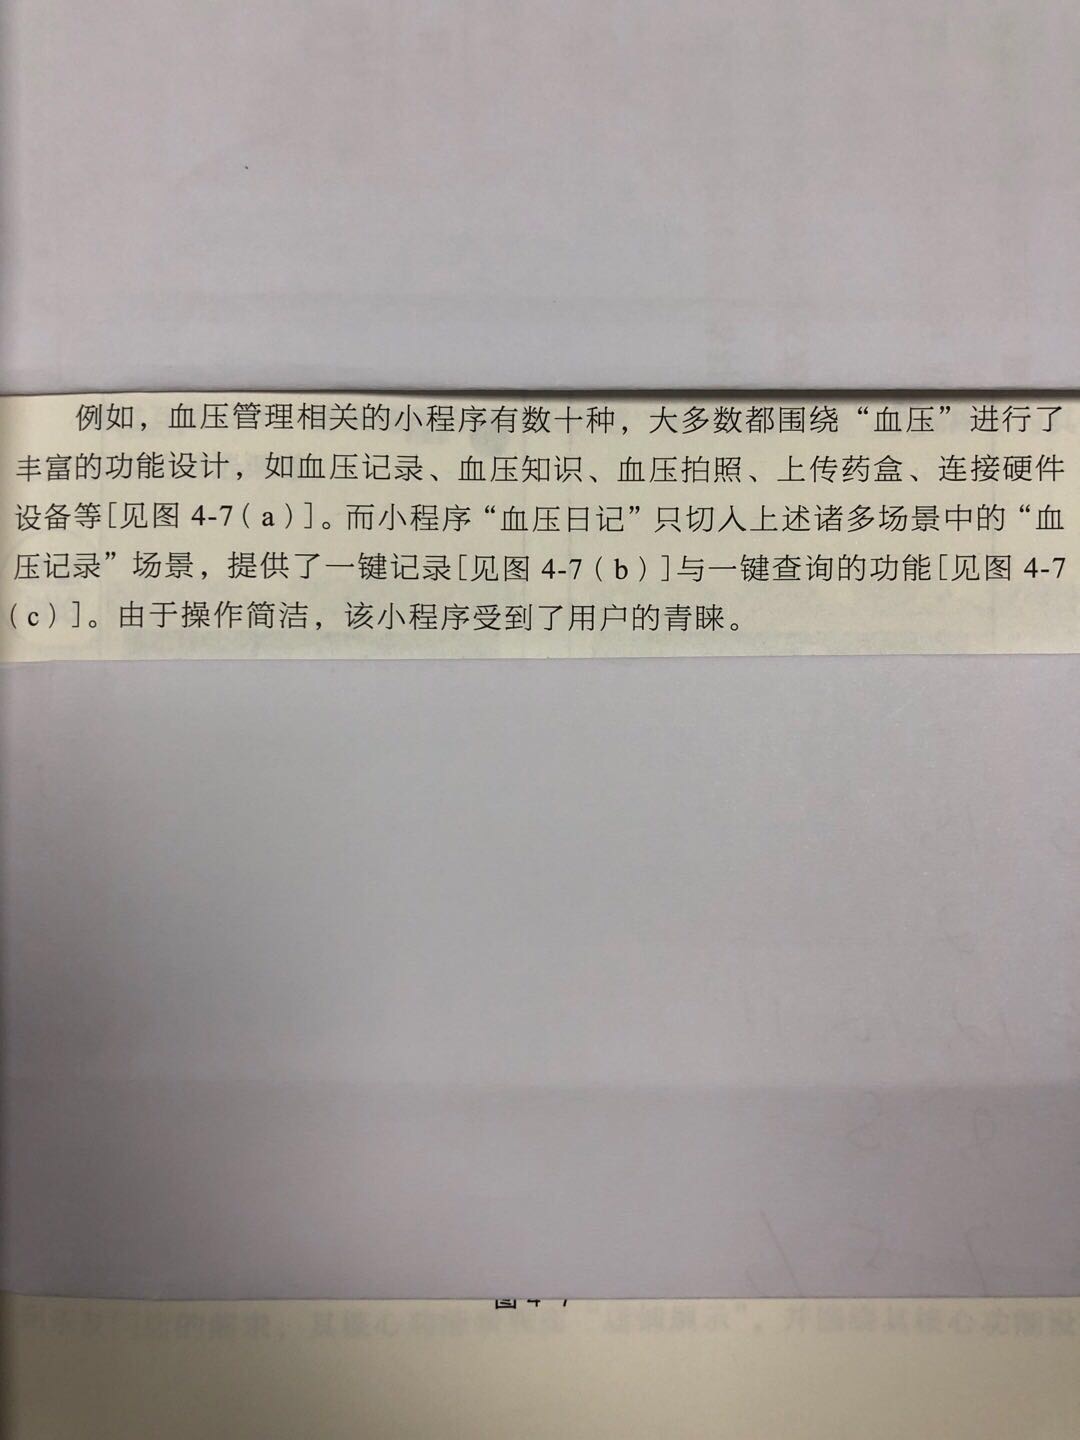 例如，血压管理相关的小程序有数十种，大多数都围绕“血压”进行了
丰富的功能设计，如血压记录、血压知识、血压拍照、上传药盒、连接硬件
设备等[见图 4-7（a）]。而小程序“血压日记”只切入上述诸多场景中的“血
压记录”场景，提供了一键记录[见图 4-7（b）]与一键查询的功能[见图 4-7
（c）]。由于操作简洁，该小程序受到了用户的青睐。